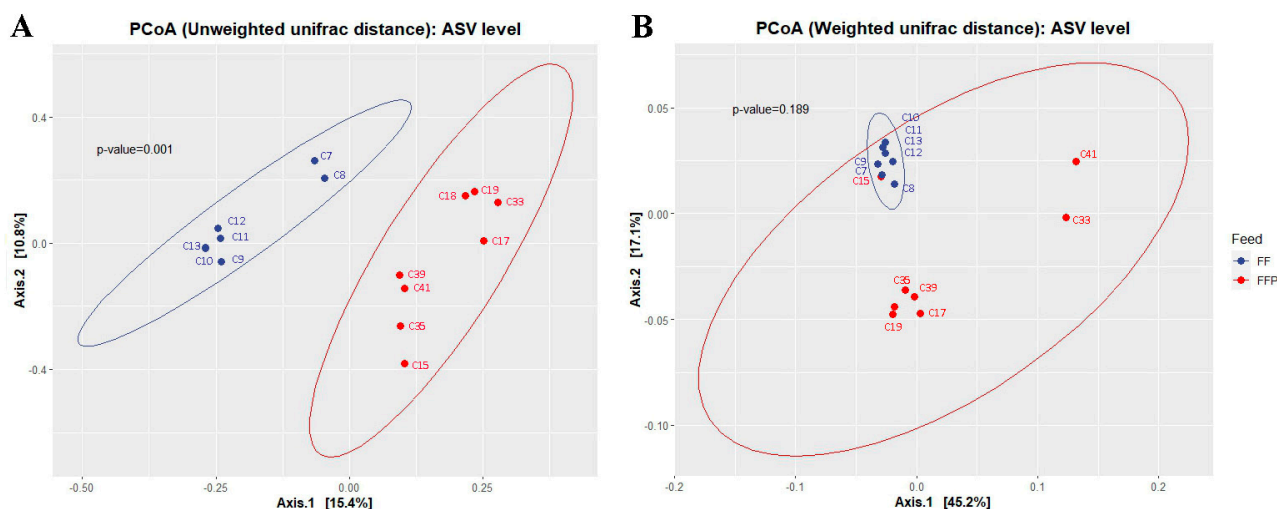 A
PCoA (Unweighted unifrac distance): ASV level
p-value=0.001
C7
C8
C12
C11
C13
C10
C9
C18
C19
C33
C17
C39
C41
C35
C15
0.4
0.0
-0.4
Axis.2 [10.8%]
-0.50
-0.25
0.00
0.25
Axis.1 [15.4%]
B
PCoA (Weighted unifrac distance): ASV level
p-value=0.189
C10
C11
C13
C12
C9
C7
C15
C8
C41
C33
C35
C39
C19
C17
0.05
0.00
-0.05
-0.10
Axis.2 [17.1%]
-0.2
-0.1
0.0
0.1
0.2
Axis.1 [45.2%]
Feed
FF
FFP